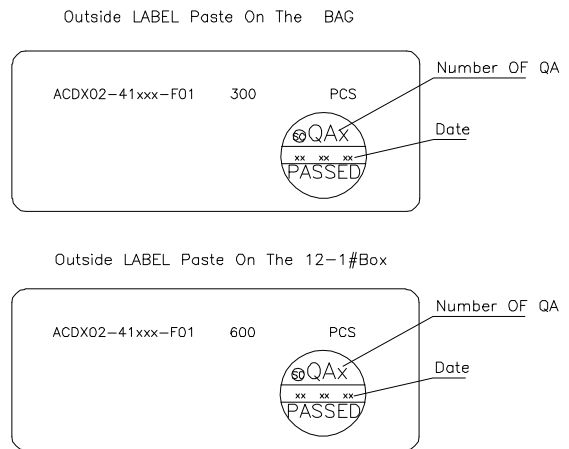 Outside LABEL Paste On The BAG
Number OF QA
ACDX02-41xxx-F01 300 PCS
QAx
Date
xx xx xx
PASSED
Outside LABEL Paste On The 12-1#Box
Number OF QA
ACDX02-41xxx-F01 600 PCS
QAx
Date
xx xx xx
PASSED